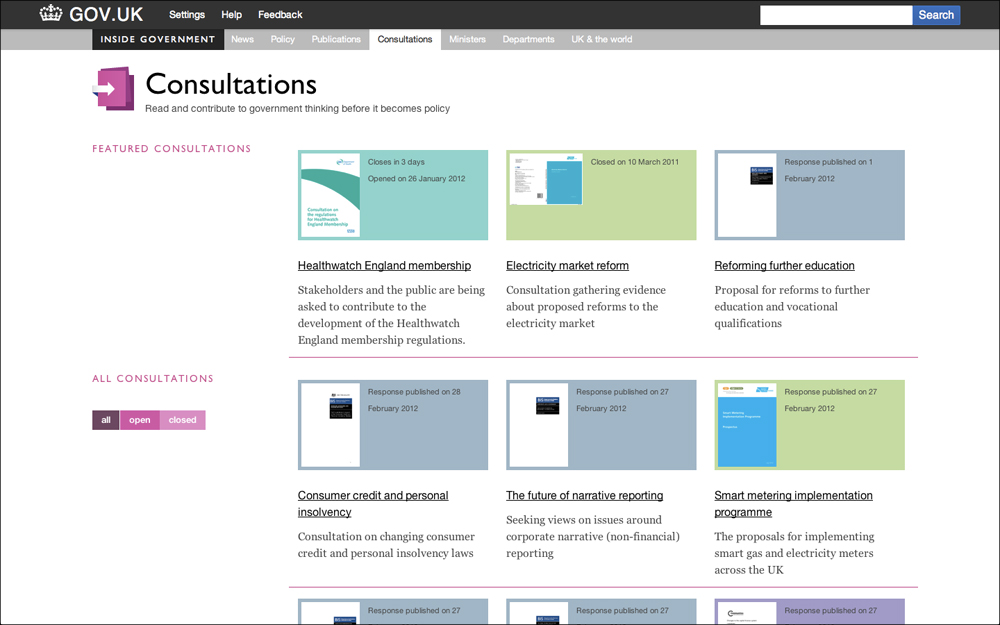 GOV.UK Settings Help Feedback Search
INSIDE GOVERNMENT News Policy Publications Consultations Ministers Departments UK & the world
Consultations
Read and contribute to government thinking before it becomes policy
FEATURED CONSULTATIONS
Closes in 3 days
Opened on 26 January 2012
Consultation on
the regulations
for Healthwatch
England Membership
Healthwatch England membership
Stakeholders and the public are being
asked to contribute to the
development of the Healthwatch
England membership regulations.
Closed on 10 March 2011
Electricity market reform
Consultation gathering evidence
about proposed reforms to the
electricity market
Response published on 1
February 2012
Reforming further education
Proposal for reforms to further
education and vocational
qualifications
ALL CONSULTATIONS
all open closed
Response published on 28
February 2012
Consumer credit and personal
insolvency
Consultation on changing consumer
credit and personal insolvency laws
Response published on 27
February 2012
The future of narrative reporting
Seeking views on issues around
corporate narrative (non-financial)
reporting
Response published on 27
February 2012
Smart metering implementation
programme
The proposals for implementing
smart gas and electricity meters
across the UK
Response published on 27
Response published on 27
Response published on 27